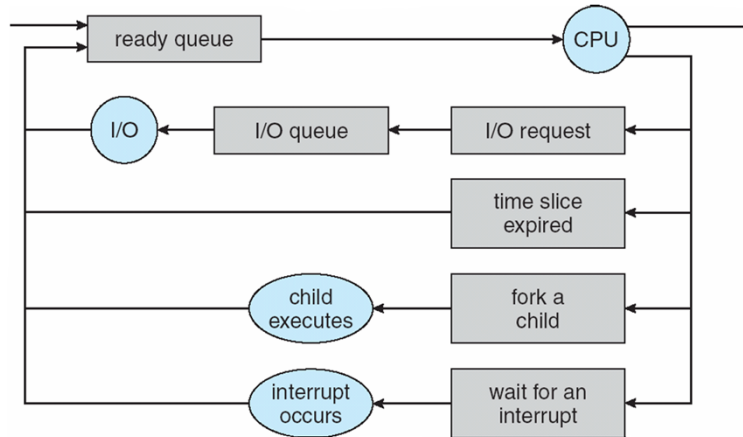 ready queue
CPU
I/O
I/O queue
I/O request
time slice
expired
child
executes
fork a
child
interrupt
occurs
wait for an
interrupt